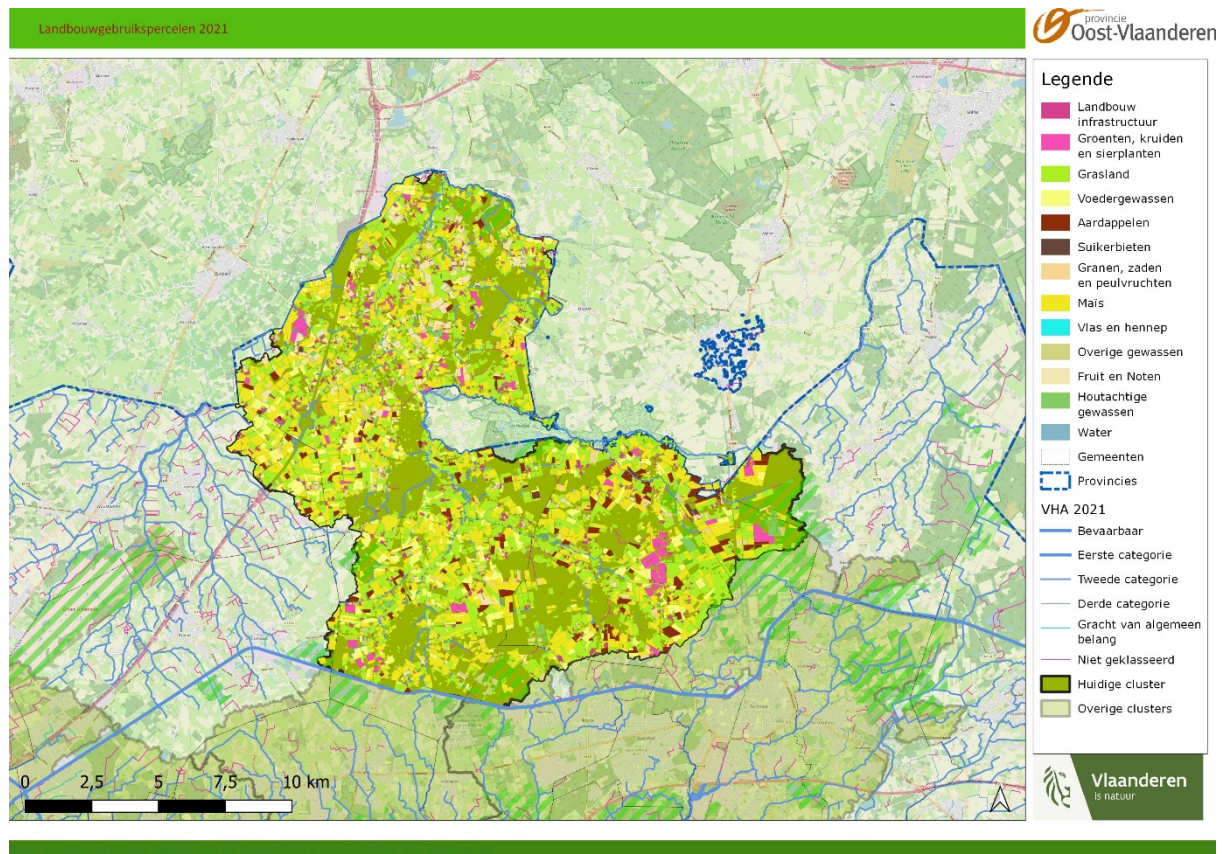 Landbouwgebruikspercelen 2021
provincie
Oost-Vlaanderen
Legende
Landbouw
infrastructuur
Groenten, kruiden
en sierplanten
Grasland
Voedergewassen
Aardappelen
Suikerbieten
Granen, zaden
en peulvruchten
Maïs
Vlas en hennep
Overige gewassen
Fruit en Noten
Houtachtige
gewassen
Water
Gemeenten
Provincies
VHA 2021
Bevaarbaar
Eerste categorie
Tweede categorie
Derde categorie
Gracht van algemeen
belang
Niet geklasseerd
Huidige cluster
Overige clusters
0 2,5 5 7,5 10 km
Vlaanderen
is natuur